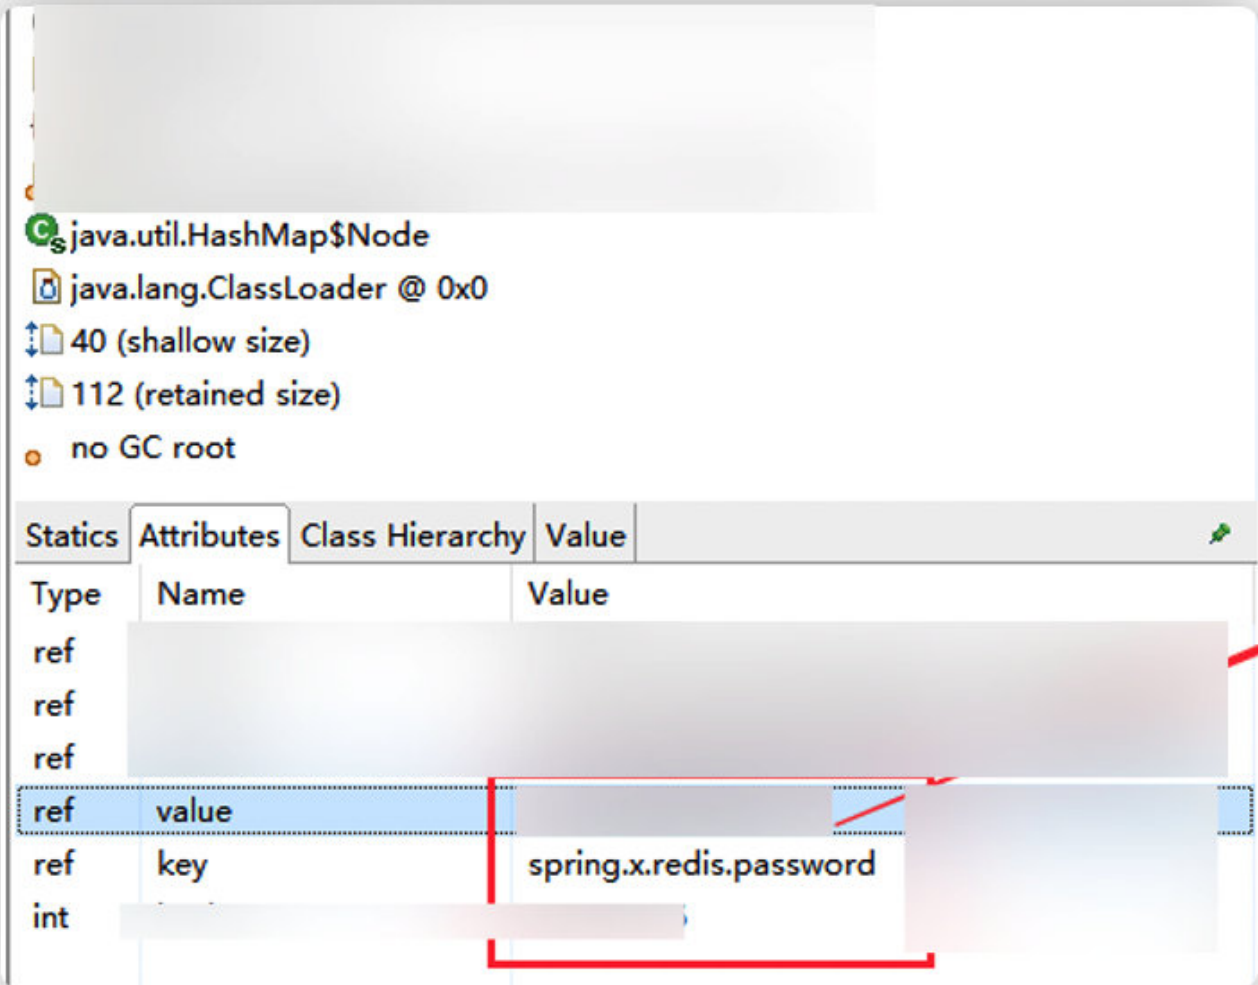 java.util.HashMap$Node
java.lang.ClassLoader @ 0x0
40 (shallow size)
112 (retained size)
no GC root
Statics Attributes Class Hierarchy Value
Type Name Value
ref
ref
ref
ref value
ref key spring.x.redis.password
int